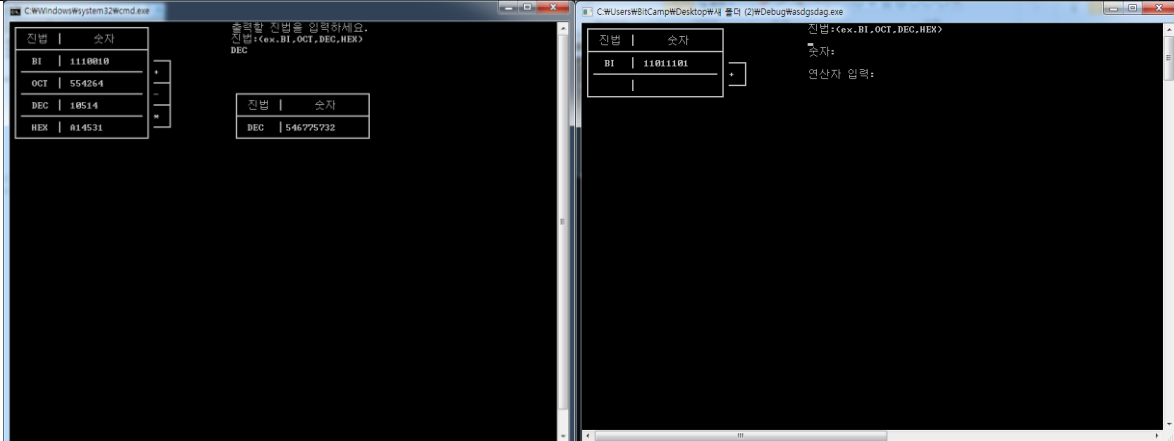 C:₩Windows₩system32₩cmd.exe
출력할 진법을 입력하세요.
진법:<ex.BI,OCT,DEC,HEX>
DEC
진법 숫자
BI 1110010
+
OCT 554264
-
DEC 10514
*
HEX A14531
진법 숫자
DEC 546775732
C:₩Users₩BitCamp₩Desktop₩새 폴더 (2)₩Debug₩asdgsdag.exe
진법:<ex.BI,OCT,DEC,HEX>
숫자:
연산자 입력:
진법 숫자
BI 11011101
+